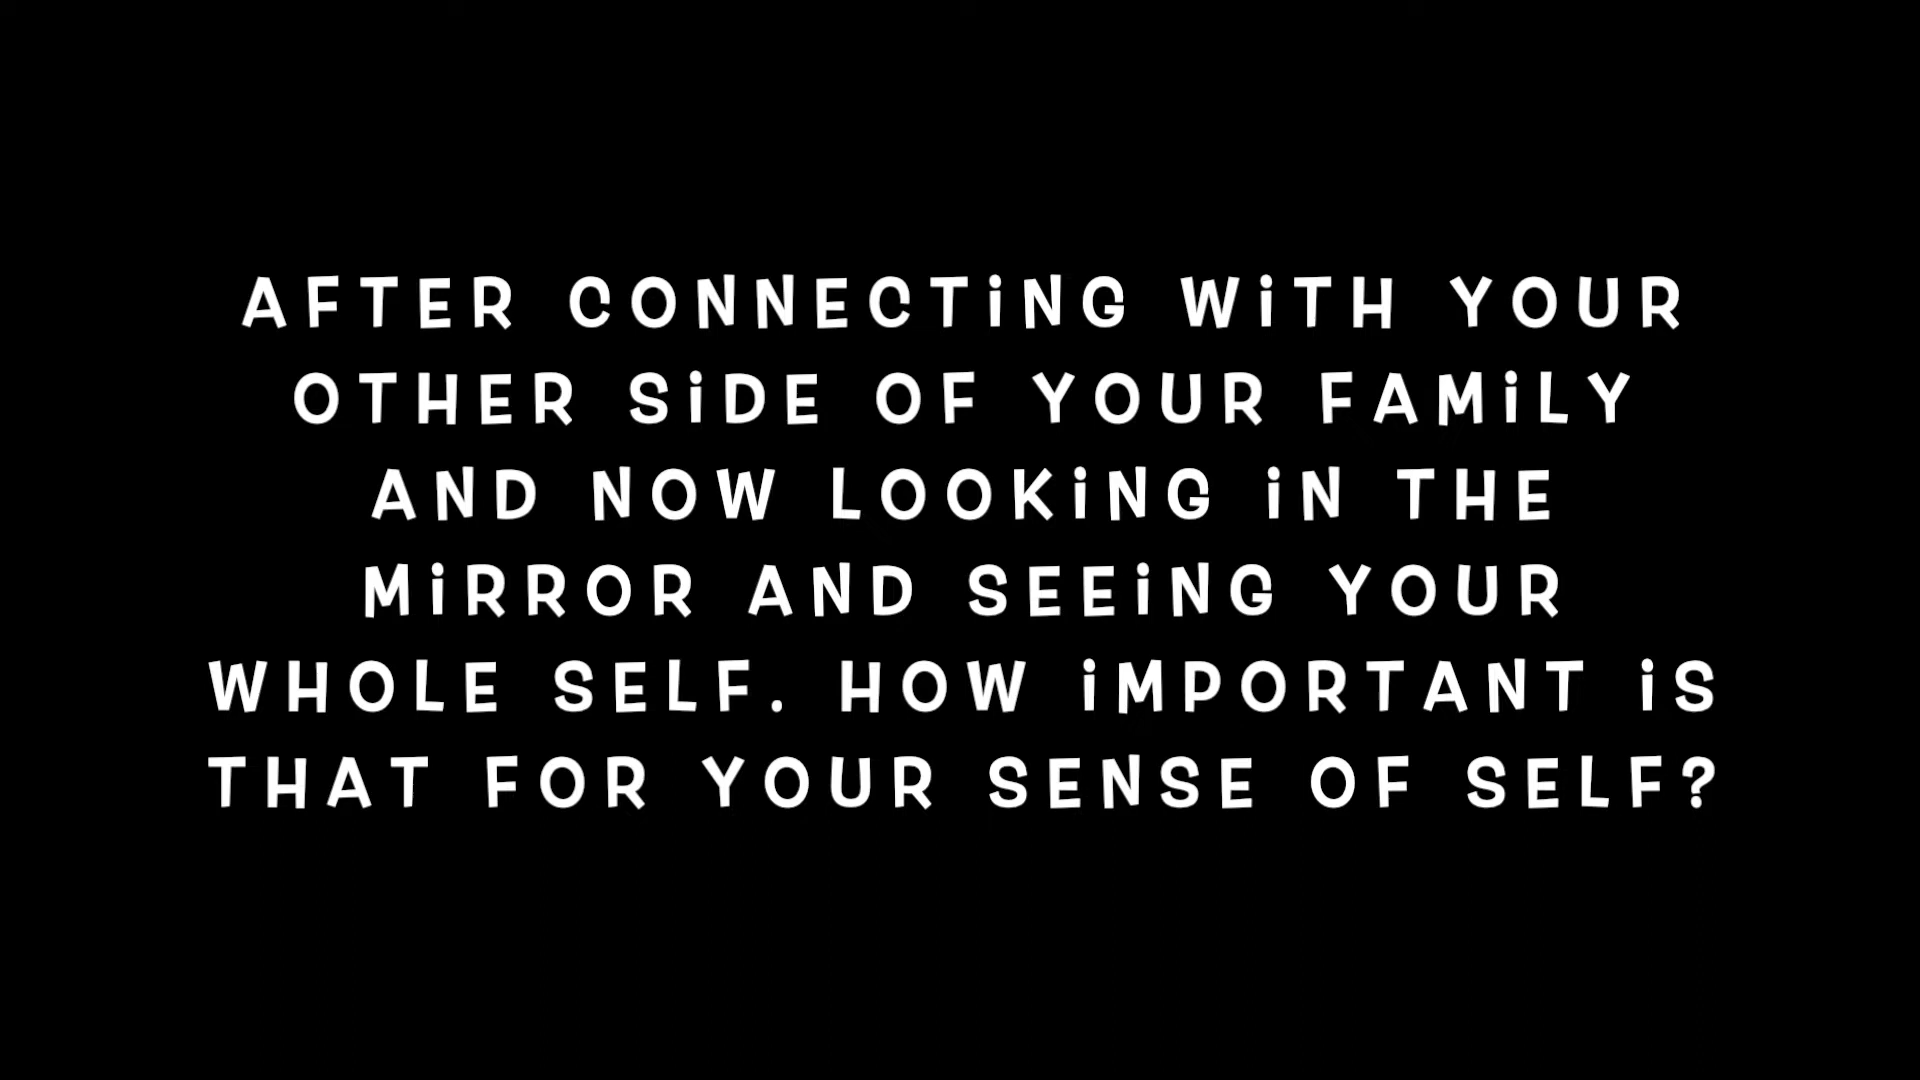 AFTER CONNECTiNG WiTH YOUR
OTHER SiDE OF YOUR FAMiLY
AND NOW LOOKiNG iN THE
MiRROR AND SEEiNG YOUR
WHOLE SELF. HOW iMPORTANT iS
THAT FOR YOUR SENSE OF SELF?